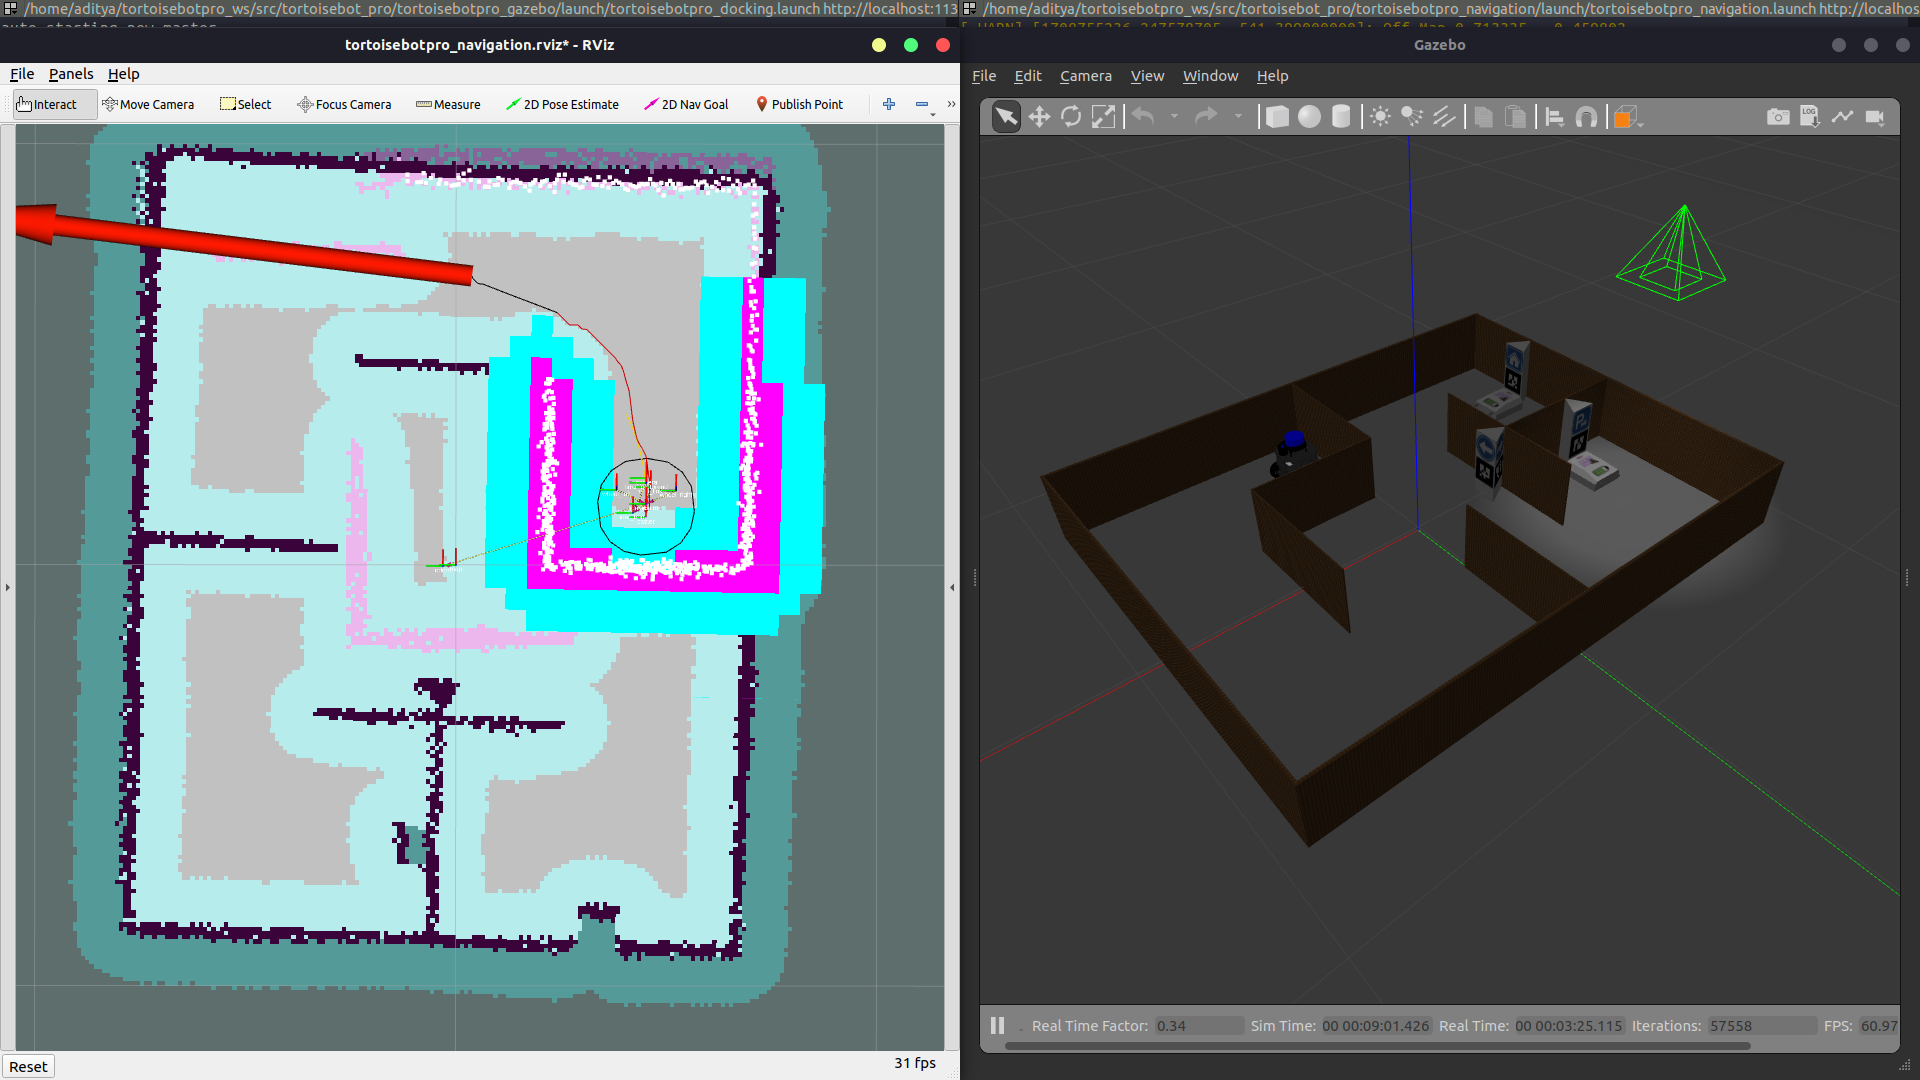 /home/aditya/tortoisebotpro_ws/src/tortoisebot_pro/tortoisebotpro_gazebo/launch/tortoisebotpro_docking.launch http://localhost:113
/home/aditya/tortoisebotpro_ws/src/tortoisebot_pro/tortoisebotpro_navigation/launch/tortoisebotpro_navigation.launch http://localhos
tortoisebotpro_navigation.rviz* - RViz
File Panels Help
Interact Move Camera Select Focus Camera Measure 2D Pose Estimate 2D Nav Goal Publish Point »
Reset
31 fps
Gazebo
File Edit Camera View Window Help
LOG
Real Time Factor: 0.34 Sim Time: 00 00:09:01.426 Real Time: 00 00:03:25.115 Iterations: 57558 FPS: 60.97